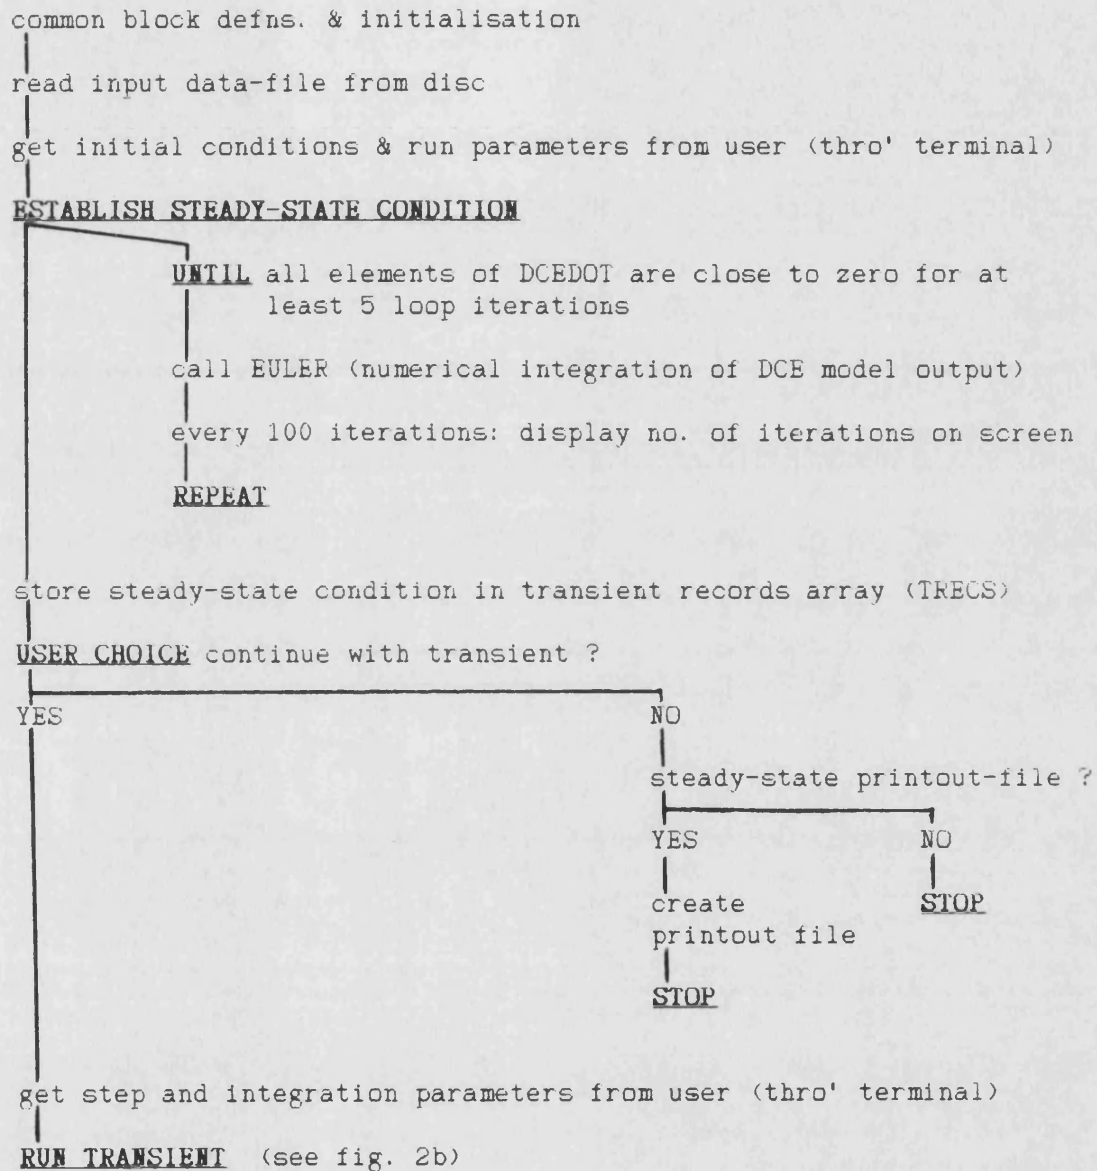 common block defns. & initialisation
read input data-file from disc
get initial conditions & run parameters from user (thro' terminal)
ESTABLISH STEADY-STATE CONDITION
UNTIL all elements of DCEDOT are close to zero for at
least 5 loop iterations
call EULER (numerical integration of DCE model output)
every 100 iterations: display no. of iterations on screen
REPEAT
store steady-state condition in transient records array (TRECS)
USER CHOICE continue with transient ?
YES NO
steady-state printout-file ?
YES NO
create STOP
printout file
STOP
get step and integration parameters from user (thro' terminal)
RUN TRANSIENT (see fig. 2b)